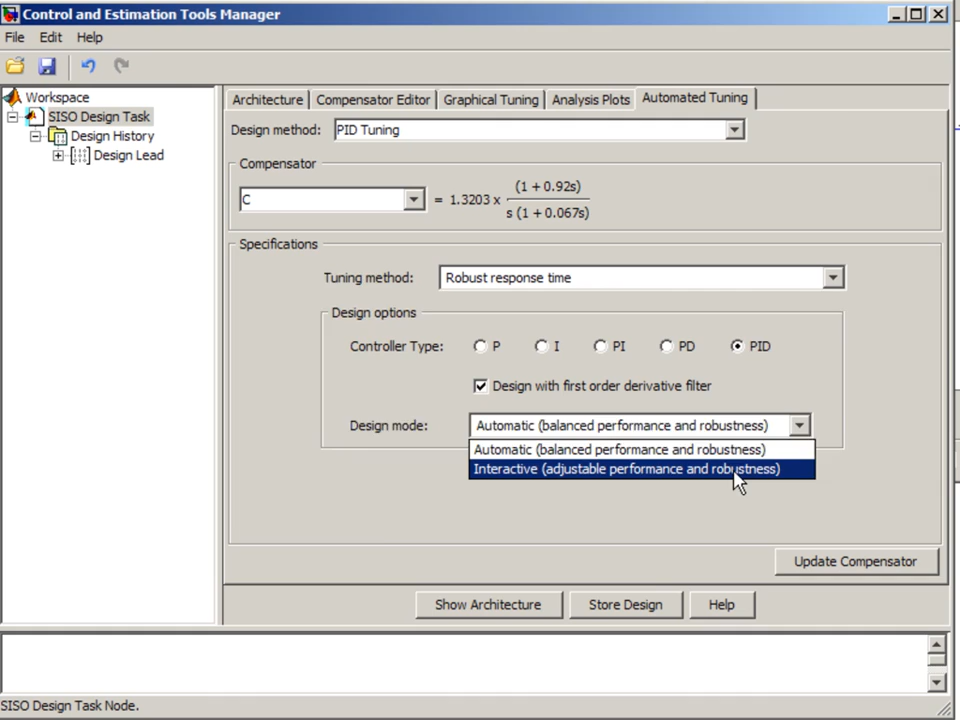 Control and Estimation Tools Manager
File Edit Help
Workspace
SISO Design Task
Design History
Design Lead
Architecture Compensator Editor Graphical Tuning Analysis Plots Automated Tuning
Design method: PID Tuning
Compensator
C = 1.3203 x (1 + 0.92s)
s (1 + 0.067s)
Specifications
Tuning method: Robust response time
Design options
Controller Type: P I PI PD PID
Design with first order derivative filter
Design mode: Automatic (balanced performance and robustness)
Automatic (balanced performance and robustness)
Interactive (adjustable performance and robustness)
Update Compensator
Show Architecture Store Design Help
SISO Design Task Node.